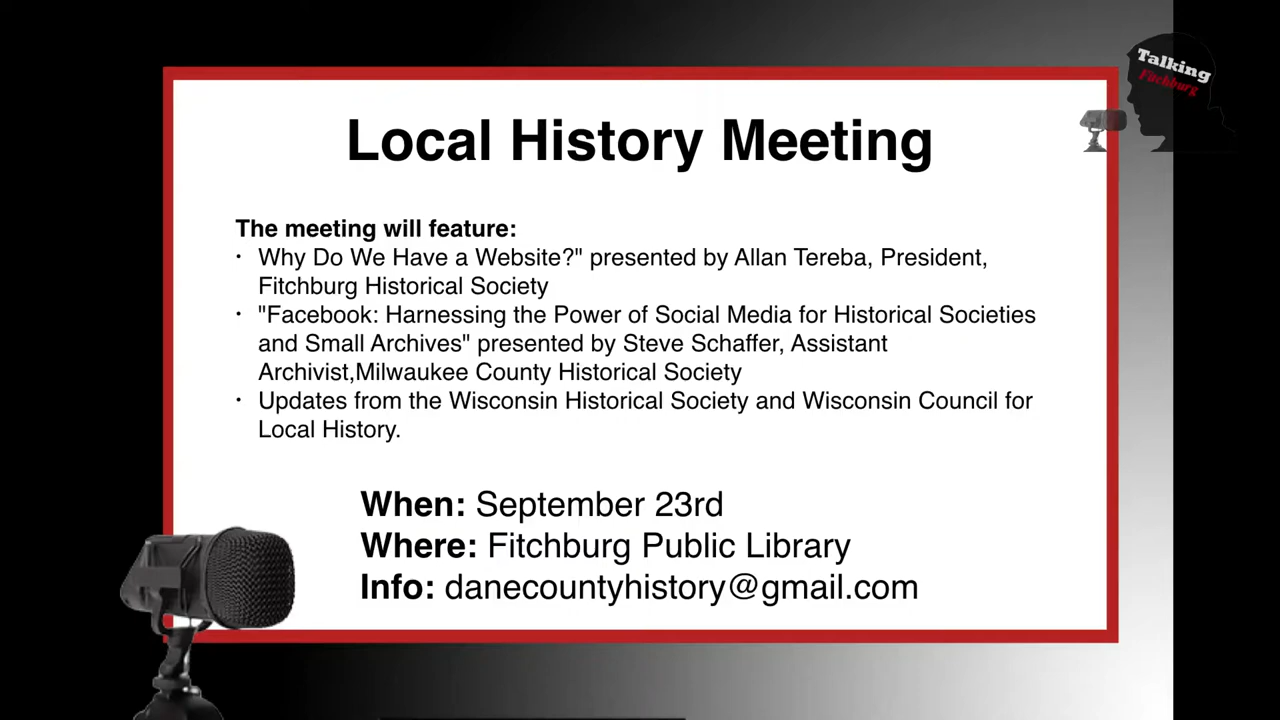 Talking
Fitchburg
Local History Meeting
The meeting will feature:
· Why Do We Have a Website?" presented by Allan Tereba, President,
Fitchburg Historical Society
· "Facebook: Harnessing the Power of Social Media for Historical Societies
and Small Archives" presented by Steve Schaffer, Assistant
Archivist,Milwaukee County Historical Society
· Updates from the Wisconsin Historical Society and Wisconsin Council for
Local History.
When: September 23rd
Where: Fitchburg Public Library
Info: danecountyhistory@gmail.com